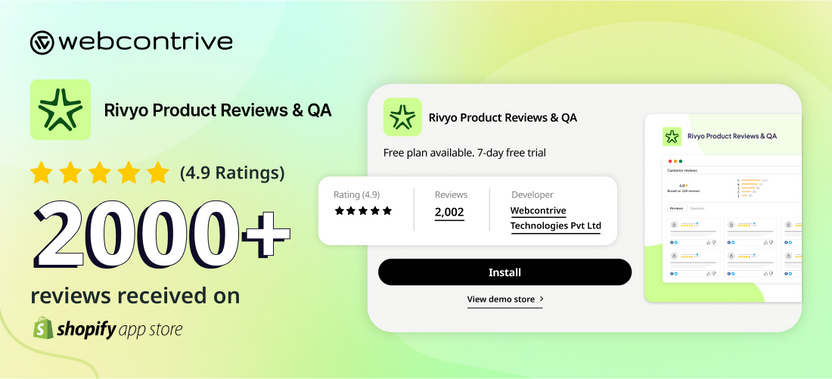 webcontrive
Rivyo Product Reviews & QA
(4.9 Ratings)
2000+
reviews received on
shopify app store
Rivyo Product Reviews & QA
Free plan available. 7-day free trial
Rating (4.9)
Reviews
2,002
Developer
Webcontrive
Technologies Pvt Ltd
Install
View demo store
Rivyo Product Reviews & QA
Customer reviews
Reviews